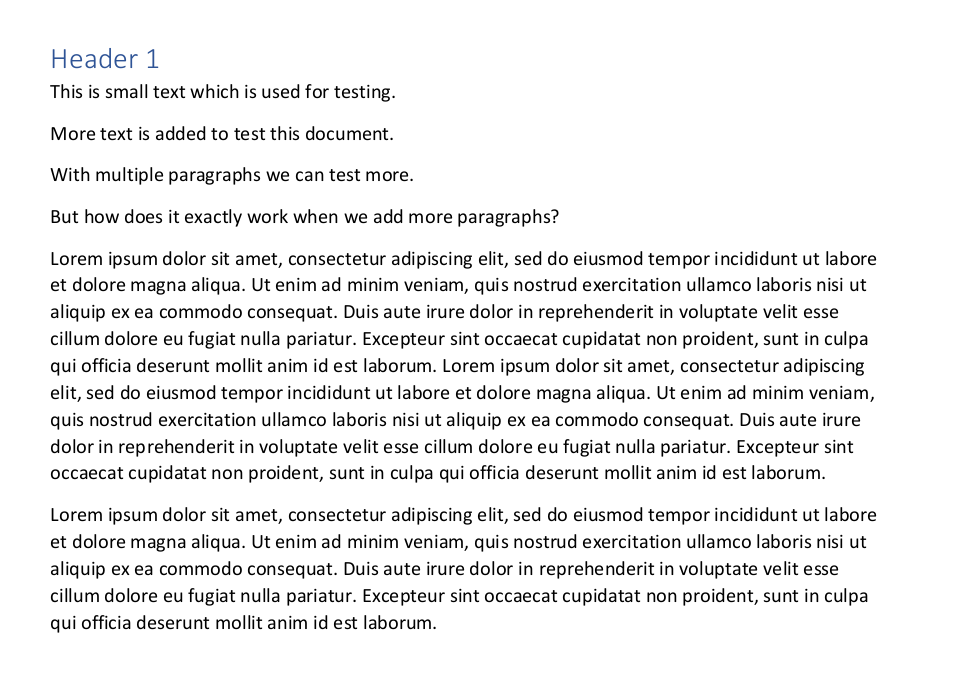 Header 1
This is small text which is used for testing.
More text is added to test this document.
With multiple paragraphs we can test more.
But how does it exactly work when we add more paragraphs?
Lorem ipsum dolor sit amet, consectetur adipiscing elit, sed do eiusmod tempor incididunt ut labore
et dolore magna aliqua. Ut enim ad minim veniam, quis nostrud exercitation ullamco laboris nisi ut
aliquip ex ea commodo consequat. Duis aute irure dolor in reprehenderit in voluptate velit esse
cillum dolore eu fugiat nulla pariatur. Excepteur sint occaecat cupidatat non proident, sunt in culpa
qui officia deserunt mollit anim id est laborum. Lorem ipsum dolor sit amet, consectetur adipiscing
elit, sed do eiusmod tempor incididunt ut labore et dolore magna aliqua. Ut enim ad minim veniam,
quis nostrud exercitation ullamco laboris nisi ut aliquip ex ea commodo consequat. Duis aute irure
dolor in reprehenderit in voluptate velit esse cillum dolore eu fugiat nulla pariatur. Excepteur sint
occaecat cupidatat non proident, sunt in culpa qui officia deserunt mollit anim id est laborum.
Lorem ipsum dolor sit amet, consectetur adipiscing elit, sed do eiusmod tempor incididunt ut labore
et dolore magna aliqua. Ut enim ad minim veniam, quis nostrud exercitation ullamco laboris nisi ut
aliquip ex ea commodo consequat. Duis aute irure dolor in reprehenderit in voluptate velit esse
cillum dolore eu fugiat nulla pariatur. Excepteur sint occaecat cupidatat non proident, sunt in culpa
qui officia deserunt mollit anim id est laborum.